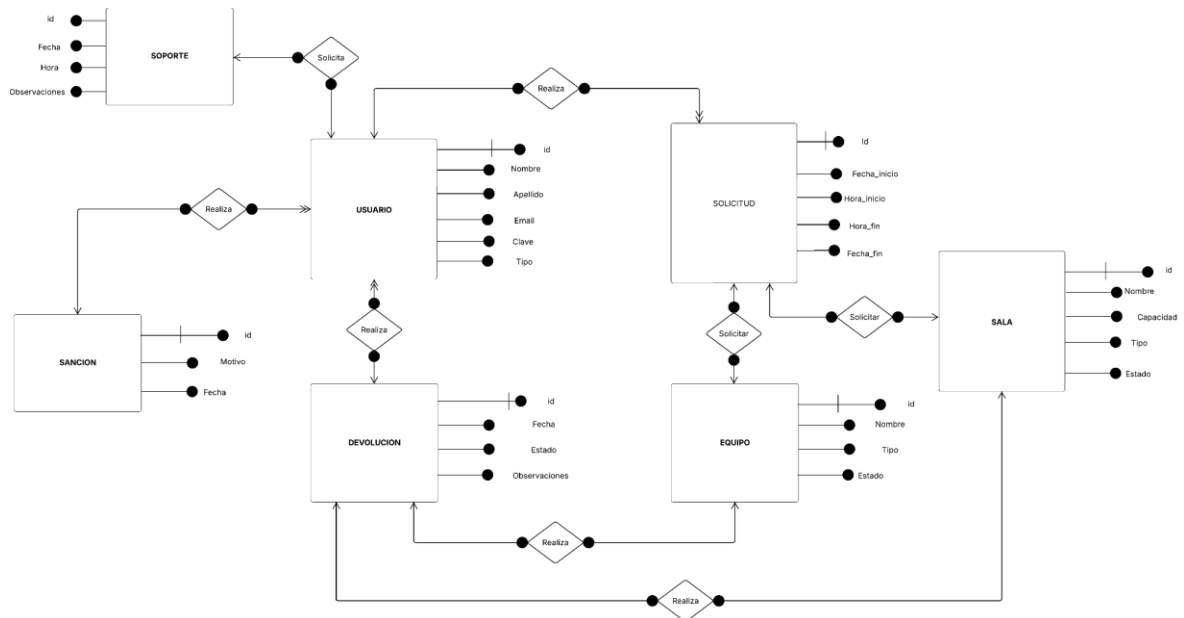 id
Fecha
Hora
Observaciones
SOPORTE
Solicita
Realiza
id
Nombre
Apellido
Email
Clave
Tipo
USUARIO
Realiza
Id
Fecha_inicio
Hora_inicio
Hora_fin
Fecha_fin
SOLICITUD
id
Nombre
Capacidad
Tipo
Estado
SALA
Solicitar
Solicitar
Realiza
id
Motivo
Fecha
SANCION
id
Fecha
Estado
Observaciones
DEVOLUCION
id
Nombre
Tipo
Estado
EQUIPO
Realiza
Realiza